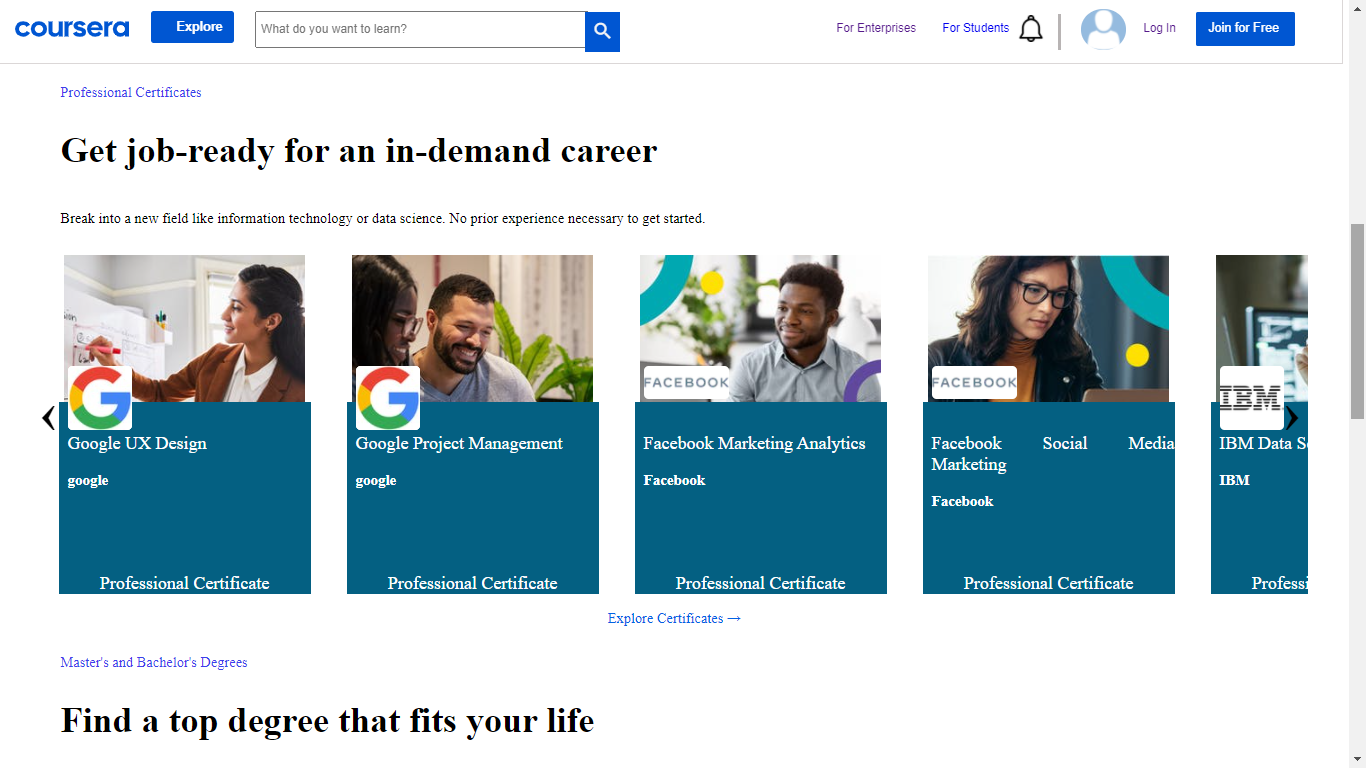 coursera
Explore
What do you want to learn?
For Enterprises
For Students
Log In
Join for Free
Professional Certificates
Get job-ready for an in-demand career
Break into a new field like information technology or data science. No prior experience necessary to get started.
FACEBOOK
FACEBOOK
IBM
Google UX Design
google
Professional Certificate
Google Project Management
google
Professional Certificate
Facebook Marketing Analytics
Facebook
Professional Certificate
Facebook Social Media
Marketing
Facebook
Professional Certificate
IBM Data
IBM
Explore Certificates →
Master's and Bachelor's Degrees
Find a top degree that fits your life